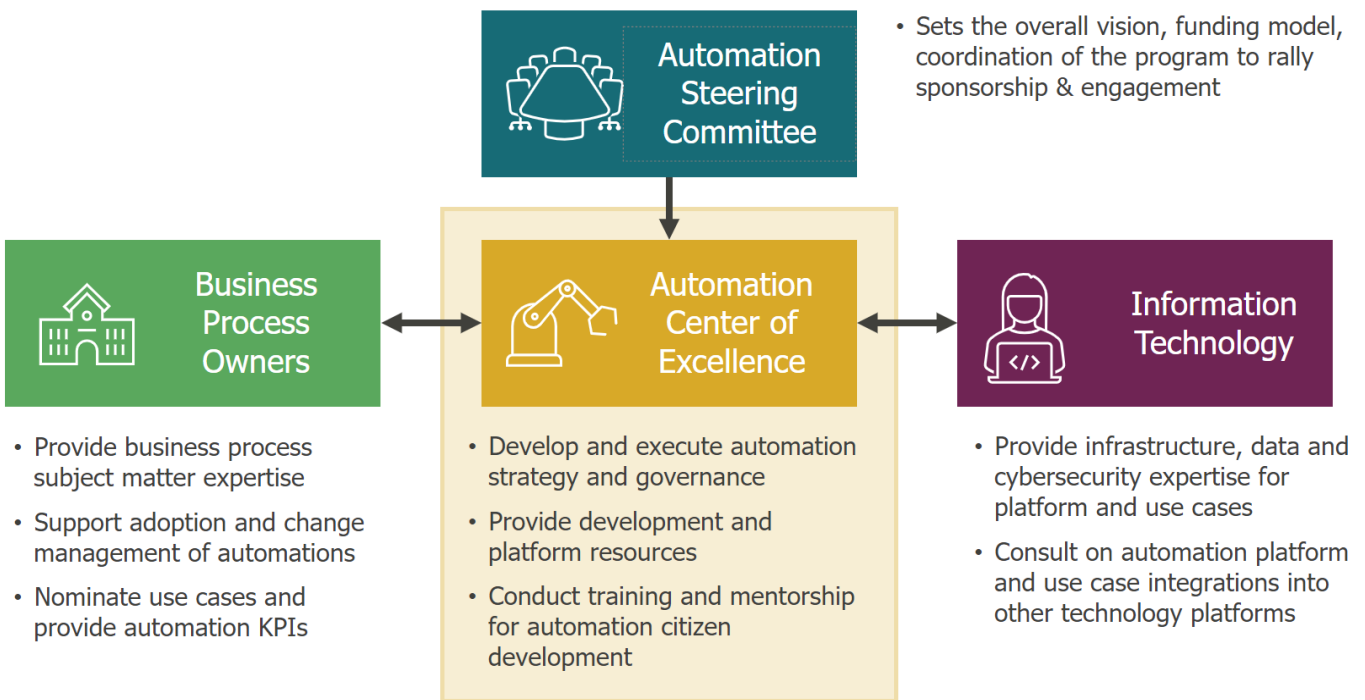 Automation
Steering
Committee
• Sets the overall vision, funding model,
coordination of the program to rally
sponsorship & engagement
Business
Process
Owners
Automation
Center of
Excellence
</>
Information
Technology
• Provide business process
subject matter expertise
• Support adoption and change
management of automations
• Nominate use cases and
provide automation KPIs
• Develop and execute automation
strategy and governance
• Provide development and
platform resources
• Conduct training and mentorship
for automation citizen
development
• Provide infrastructure, data and
cybersecurity expertise for
platform and use cases
• Consult on automation platform
and use case integrations into
other technology platforms